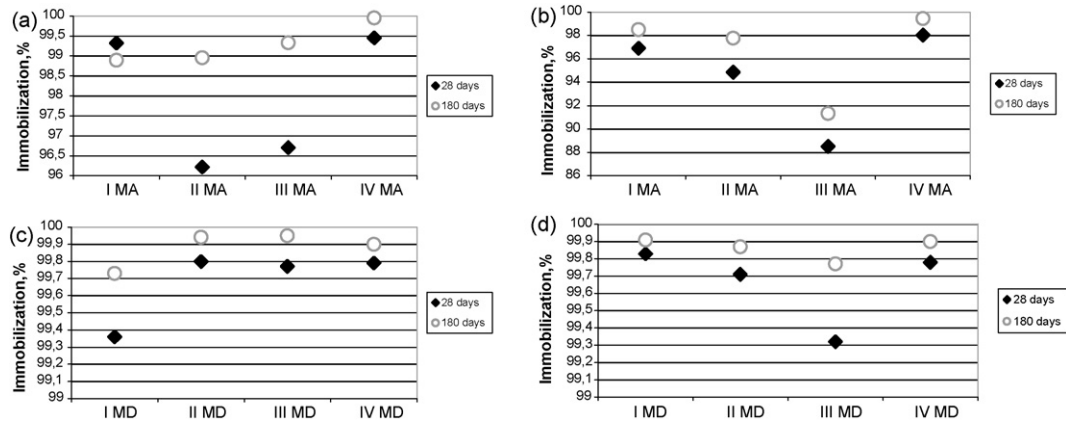 (a)
Immobilization,%
100
99,5
99
98,5
98
97,5
97
96,5
96
I MA II MA III MA IV MA
28 days
180 days
(b)
Immobilization,%
100
98
96
94
92
90
88
86
I MA II MA III MA IV MA
28 days
180 days
(c)
Immobilization,%
100
99,9
99,8
99,7
99,6
99,5
99,4
99,3
99,2
99,1
99
I MD II MD III MD IV MD
28 days
180 days
(d)
Immobilization,%
100
99,9
99,8
99,7
99,6
99,5
99,4
99,3
99,2
99,1
99
I MD II MD III MD IV MD
28 days
180 days